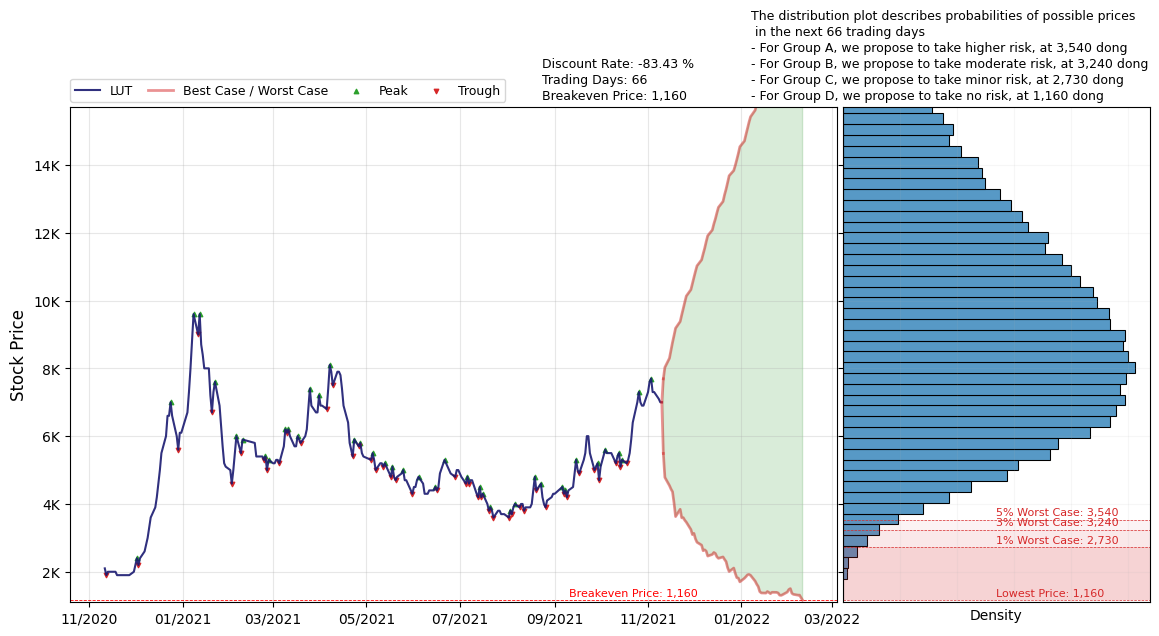 The distribution plot describes probabilities of possible prices
in the next 66 trading days
- For Group A, we propose to take higher risk, at 3,540 dong
- For Group B, we propose to take moderate risk, at 3,240 dong
- For Group C, we propose to take minor risk, at 2,730 dong
- For Group D, we propose to take no risk, at 1,160 dong
Discount Rate: -83.43 %
Trading Days: 66
Breakeven Price: 1,160
LUT
Best Case / Worst Case
Peak
Trough
Stock Price
14K
12K
10K
8K
6K
4K
2K
Breakeven Price: 1,160
11/2020
01/2021
03/2021
05/2021
07/2021
09/2021
11/2021
01/2022
03/2022
5% Worst Case: 3,540
3% Worst Case: 3,240
1% Worst Case: 2,730
Lowest Price: 1,160
Density